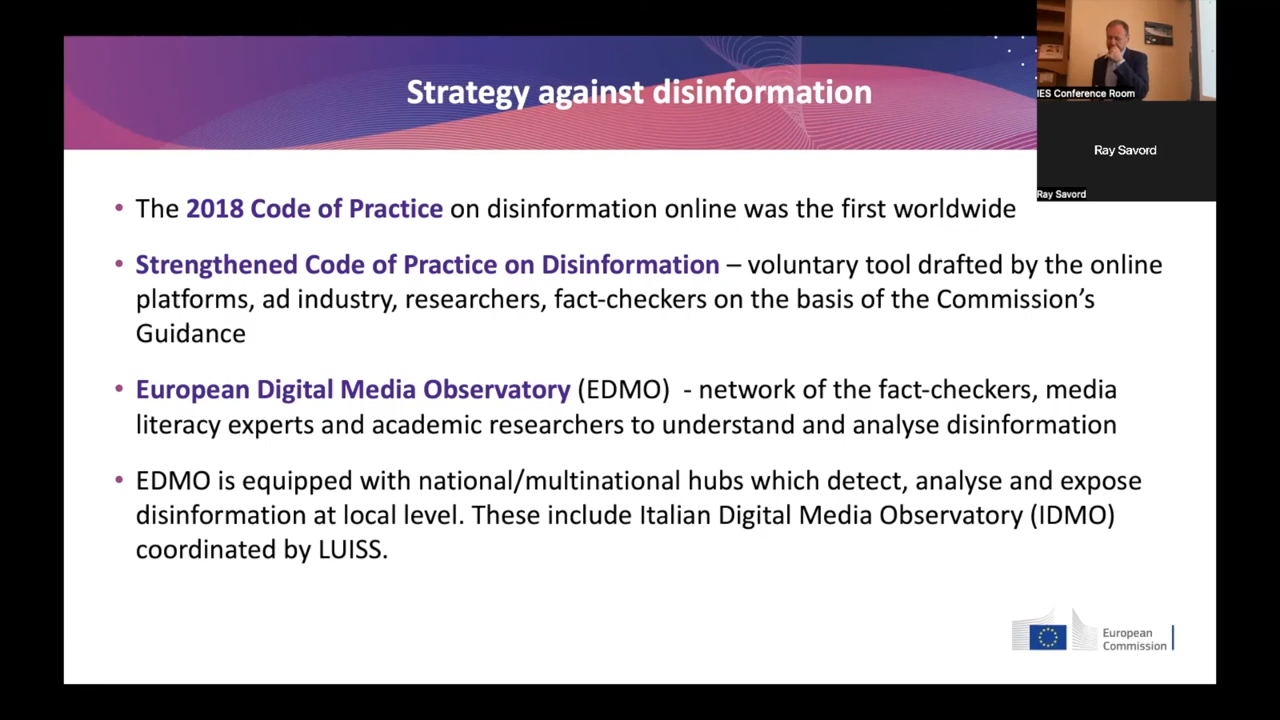 Strategy against disinformation
IES Conference Room
Ray Savord
Ray Savord
• The 2018 Code of Practice on disinformation online was the first worldwide
• Strengthened Code of Practice on Disinformation – voluntary tool drafted by the online
platforms, ad industry, researchers, fact-checkers on the basis of the Commission's
Guidance
• European Digital Media Observatory (EDMO)  - network of the fact-checkers, media
literacy experts and academic researchers to understand and analyse disinformation
• EDMO is equipped with national/multinational hubs which detect, analyse and expose
disinformation at local level. These include Italian Digital Media Observatory (IDMO)
coordinated by LUISS.
European
Commission